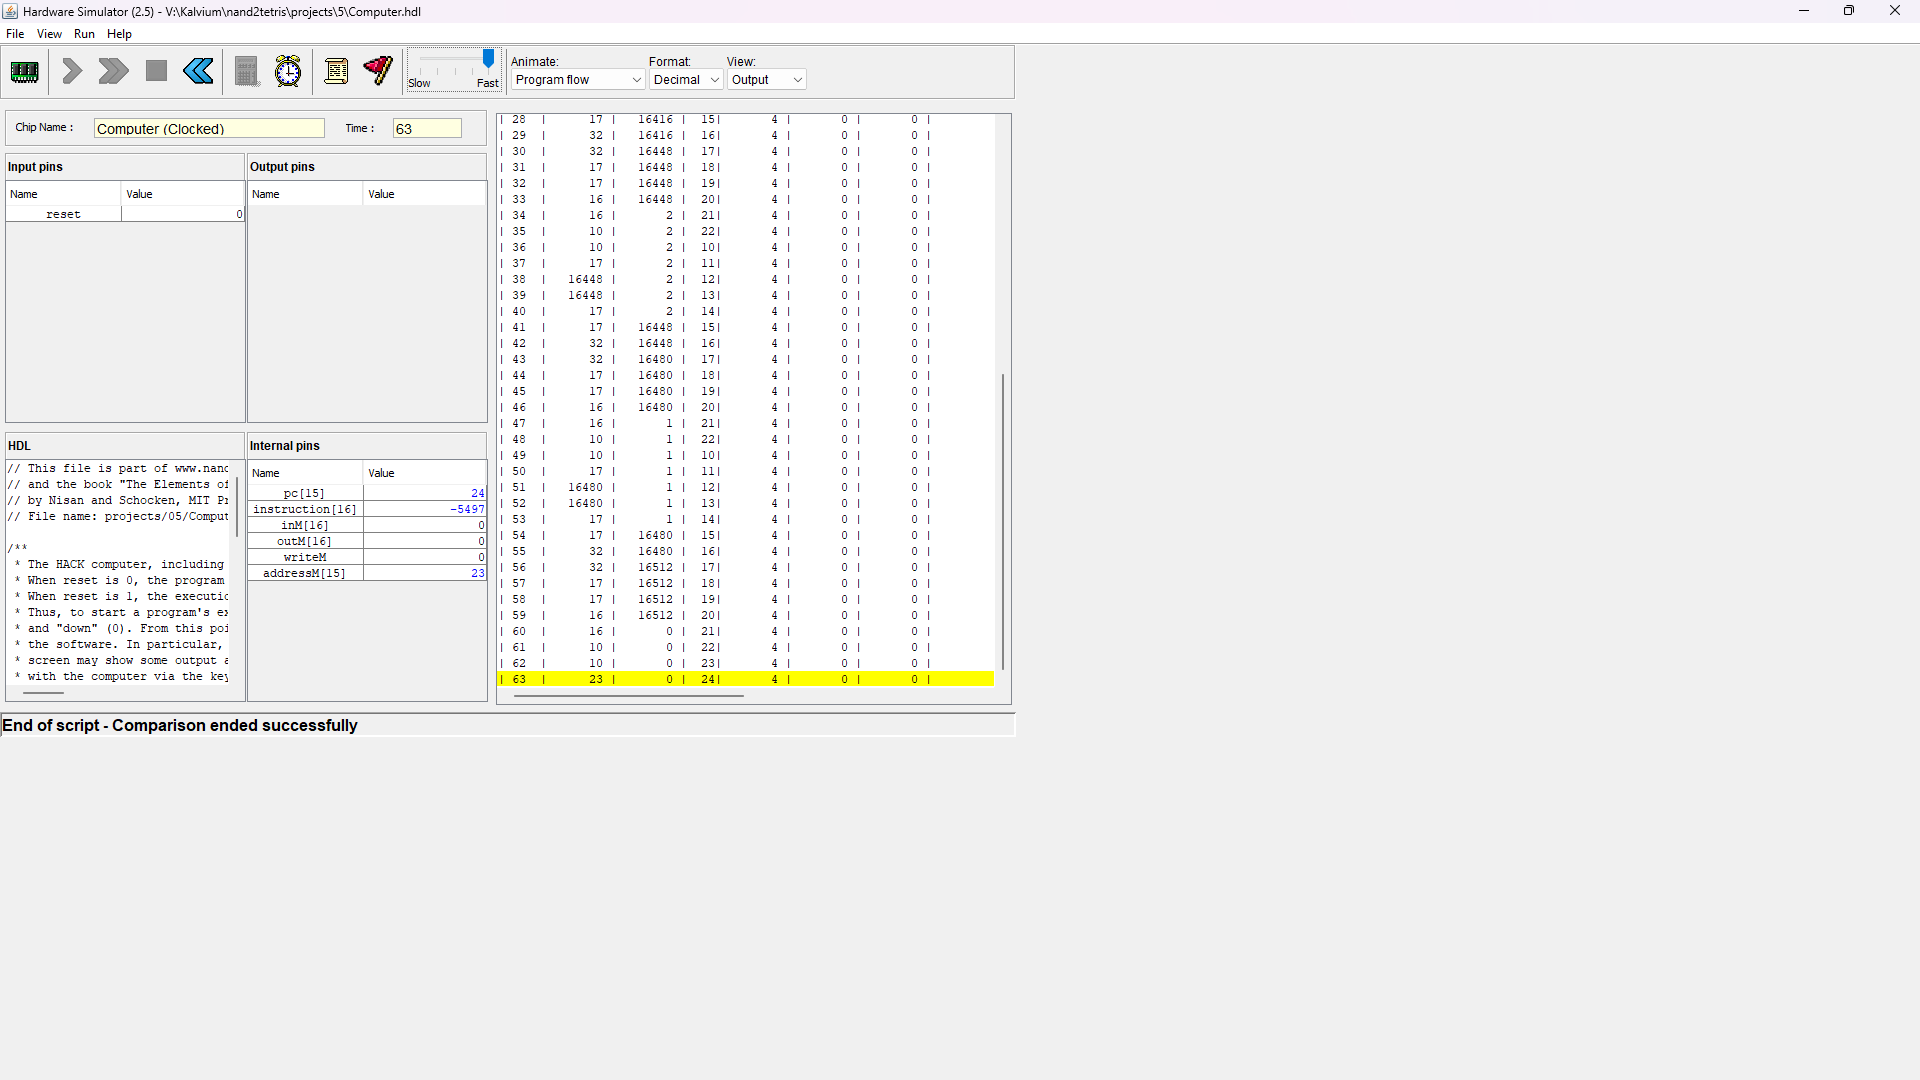 Hardware Simulator (2.5) - V:\Kalvium\nand2tetris\projects\5\Computer.hdl
File View Run Help
Slow Fast
Animate: Format: View:
Program flow Decimal Output
Chip Name : Computer (Clocked) Time : 63
Input pins
Name Value
reset 0
Output pins
Name Value
HDL
// This file is part of www.nand
// and the book "The Elements of
// by Nisan and Schocken, MIT Pr
// File name: projects/05/Comput
/**
* The HACK computer, including
* When reset is 0, the program
* When reset is 1, the executio
* Thus, to start a program's ex
* and "down" (0). From this poi
* the software. In particular,
* screen may show some output a
* with the computer via the key
Internal pins
Name Value
pc[15] 24
instruction[16] -5497
inM[16] 0
outM[16] 0
writeM 0
addressM[15] 23
| 28 | 17 | 16416 | 15| 4 | 0 | 0 |
| 29 | 32 | 16416 | 16| 4 | 0 | 0 |
| 30 | 32 | 16448 | 17| 4 | 0 | 0 |
| 31 | 17 | 16448 | 18| 4 | 0 | 0 |
| 32 | 17 | 16448 | 19| 4 | 0 | 0 |
| 33 | 16 | 16448 | 20| 4 | 0 | 0 |
| 34 | 16 | 2 | 21| 4 | 0 | 0 |
| 35 | 10 | 2 | 22| 4 | 0 | 0 |
| 36 | 10 | 2 | 10| 4 | 0 | 0 |
| 37 | 17 | 2 | 11| 4 | 0 | 0 |
| 38 | 16448 | 2 | 12| 4 | 0 | 0 |
| 39 | 16448 | 2 | 13| 4 | 0 | 0 |
| 40 | 17 | 2 | 14| 4 | 0 | 0 |
| 41 | 17 | 16448 | 15| 4 | 0 | 0 |
| 42 | 32 | 16448 | 16| 4 | 0 | 0 |
| 43 | 32 | 16480 | 17| 4 | 0 | 0 |
| 44 | 17 | 16480 | 18| 4 | 0 | 0 |
| 45 | 17 | 16480 | 19| 4 | 0 | 0 |
| 46 | 16 | 16480 | 20| 4 | 0 | 0 |
| 47 | 16 | 1 | 21| 4 | 0 | 0 |
| 48 | 10 | 1 | 22| 4 | 0 | 0 |
| 49 | 10 | 1 | 10| 4 | 0 | 0 |
| 50 | 17 | 1 | 11| 4 | 0 | 0 |
| 51 | 16480 | 1 | 12| 4 | 0 | 0 |
| 52 | 16480 | 1 | 13| 4 | 0 | 0 |
| 53 | 17 | 1 | 14| 4 | 0 | 0 |
| 54 | 17 | 16480 | 15| 4 | 0 | 0 |
| 55 | 32 | 16480 | 16| 4 | 0 | 0 |
| 56 | 32 | 16512 | 17| 4 | 0 | 0 |
| 57 | 17 | 16512 | 18| 4 | 0 | 0 |
| 58 | 17 | 16512 | 19| 4 | 0 | 0 |
| 59 | 16 | 16512 | 20| 4 | 0 | 0 |
| 60 | 16 | 0 | 21| 4 | 0 | 0 |
| 61 | 10 | 0 | 22| 4 | 0 | 0 |
| 62 | 10 | 0 | 23| 4 | 0 | 0 |
| 63 | 23 | 0 | 24| 4 | 0 | 0 |
End of script - Comparison ended successfully